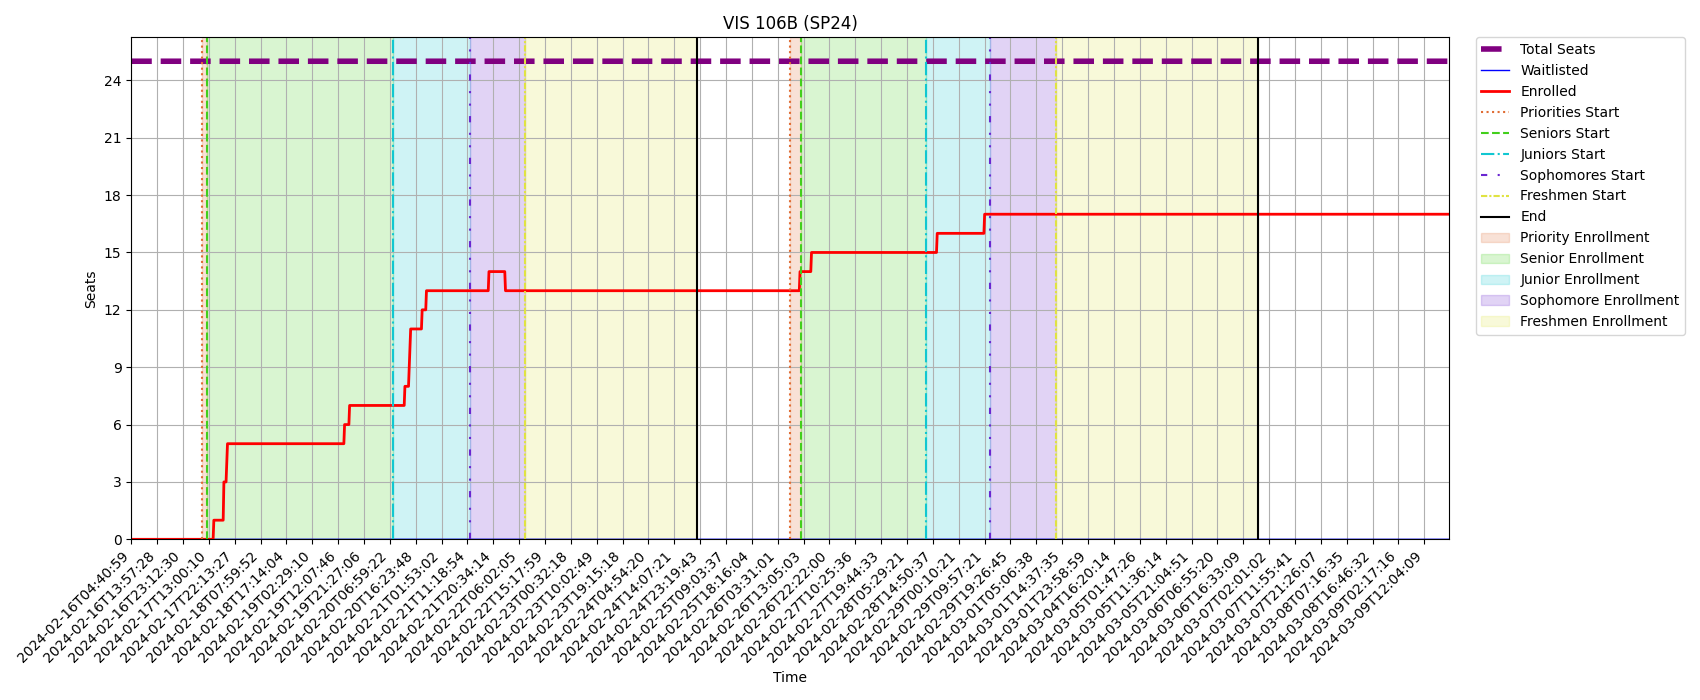 VIS 106B (SP24)
Seats
24
21
18
15
12
9
6
3
0
2024-02-16T04:40:59
2024-02-16T13:57:28
2024-02-16T23:12:30
2024-02-17T13:00:10
2024-02-17T22:13:27
2024-02-18T07:59:52
2024-02-18T17:14:04
2024-02-19T02:29:10
2024-02-19T12:07:46
2024-02-19T21:27:06
2024-02-20T06:59:22
2024-02-20T16:23:48
2024-02-21T01:53:02
2024-02-21T11:18:54
2024-02-21T20:34:14
2024-02-22T06:02:05
2024-02-22T15:17:59
2024-02-23T00:32:18
2024-02-23T10:02:49
2024-02-23T19:15:18
2024-02-24T04:54:20
2024-02-24T14:07:21
2024-02-24T23:19:43
2024-02-25T09:03:37
2024-02-25T18:16:04
2024-02-26T03:31:01
2024-02-26T13:05:03
2024-02-26T22:22:00
2024-02-27T10:25:36
2024-02-27T19:44:33
2024-02-28T05:29:21
2024-02-28T14:50:37
2024-02-29T00:10:21
2024-02-29T09:57:21
2024-02-29T19:26:45
2024-03-01T05:06:38
2024-03-01T14:37:35
2024-03-01T23:58:59
2024-03-04T16:20:14
2024-03-05T01:47:26
2024-03-05T11:36:14
2024-03-05T21:04:51
2024-03-06T06:55:20
2024-03-06T16:33:09
2024-03-07T02:01:02
2024-03-07T11:55:41
2024-03-07T21:26:07
2024-03-08T07:16:35
2024-03-08T16:46:32
2024-03-09T02:17:16
2024-03-09T12:04:09
Time
Total Seats
Waitlisted
Enrolled
Priorities Start
Seniors Start
Juniors Start
Sophomores Start
Freshmen Start
End
Priority Enrollment
Senior Enrollment
Junior Enrollment
Sophomore Enrollment
Freshmen Enrollment